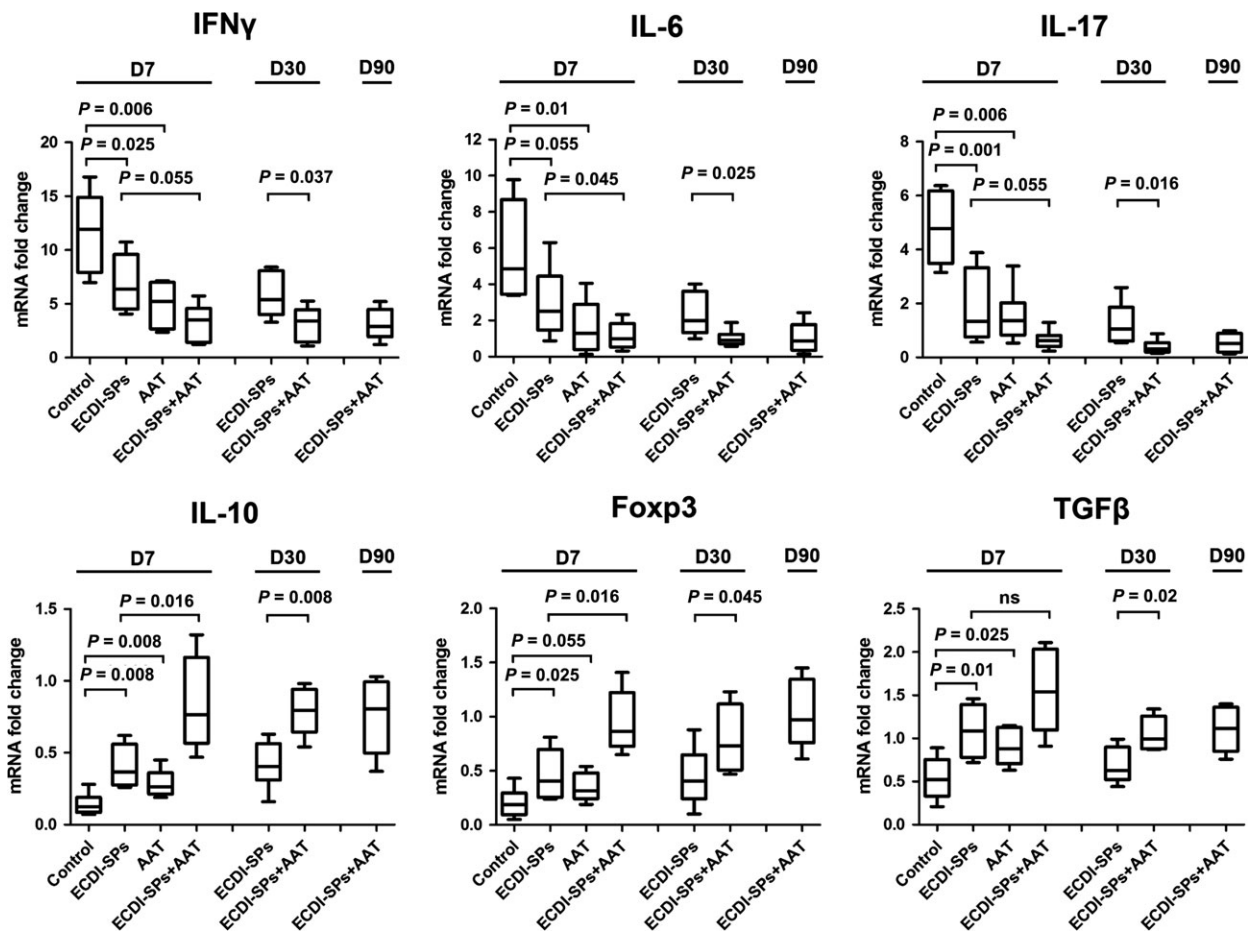 IFNγ
D7 D30 D90
P = 0.006
P = 0.025
P = 0.055
P = 0.037
mRNA fold change
20
15
10
5
0
Control
ECDI-SPs
AAT
ECDI-SPs+AAT
ECDI-SPs
ECDI-SPs+AAT
ECDI-SPs+AAT
IL-6
D7 D30 D90
P = 0.01
P = 0.055
P = 0.045
P = 0.025
mRNA fold change
12
10
8
6
4
2
0
Control
ECDI-SPs
AAT
ECDI-SPs+AAT
ECDI-SPs
ECDI-SPs+AAT
ECDI-SPs+AAT
IL-17
D7 D30 D90
P = 0.006
P = 0.001
P = 0.055
P = 0.016
mRNA fold change
8
6
4
2
0
Control
ECDI-SPs
AAT
ECDI-SPs+AAT
ECDI-SPs
ECDI-SPs+AAT
ECDI-SPs+AAT
IL-10
D7 D30 D90
P = 0.016
P = 0.008
P = 0.008
P = 0.008
mRNA fold change
1.5
1.0
0.5
0.0
Control
ECDI-SPs
AAT
ECDI-SPs+AAT
ECDI-SPs
ECDI-SPs+AAT
ECDI-SPs+AAT
Foxp3
D7 D30 D90
P = 0.016
P = 0.045
P = 0.055
P = 0.025
mRNA fold change
2.0
1.5
1.0
0.5
0.0
Control
ECDI-SPs
AAT
ECDI-SPs+AAT
ECDI-SPs
ECDI-SPs+AAT
ECDI-SPs+AAT
TGFβ
D7 D30 D90
ns
P = 0.02
P = 0.025
P = 0.01
mRNA fold change
2.5
2.0
1.5
1.0
0.5
0.0
Control
ECDI-SPs
AAT
ECDI-SPs+AAT
ECDI-SPs
ECDI-SPs+AAT
ECDI-SPs+AAT